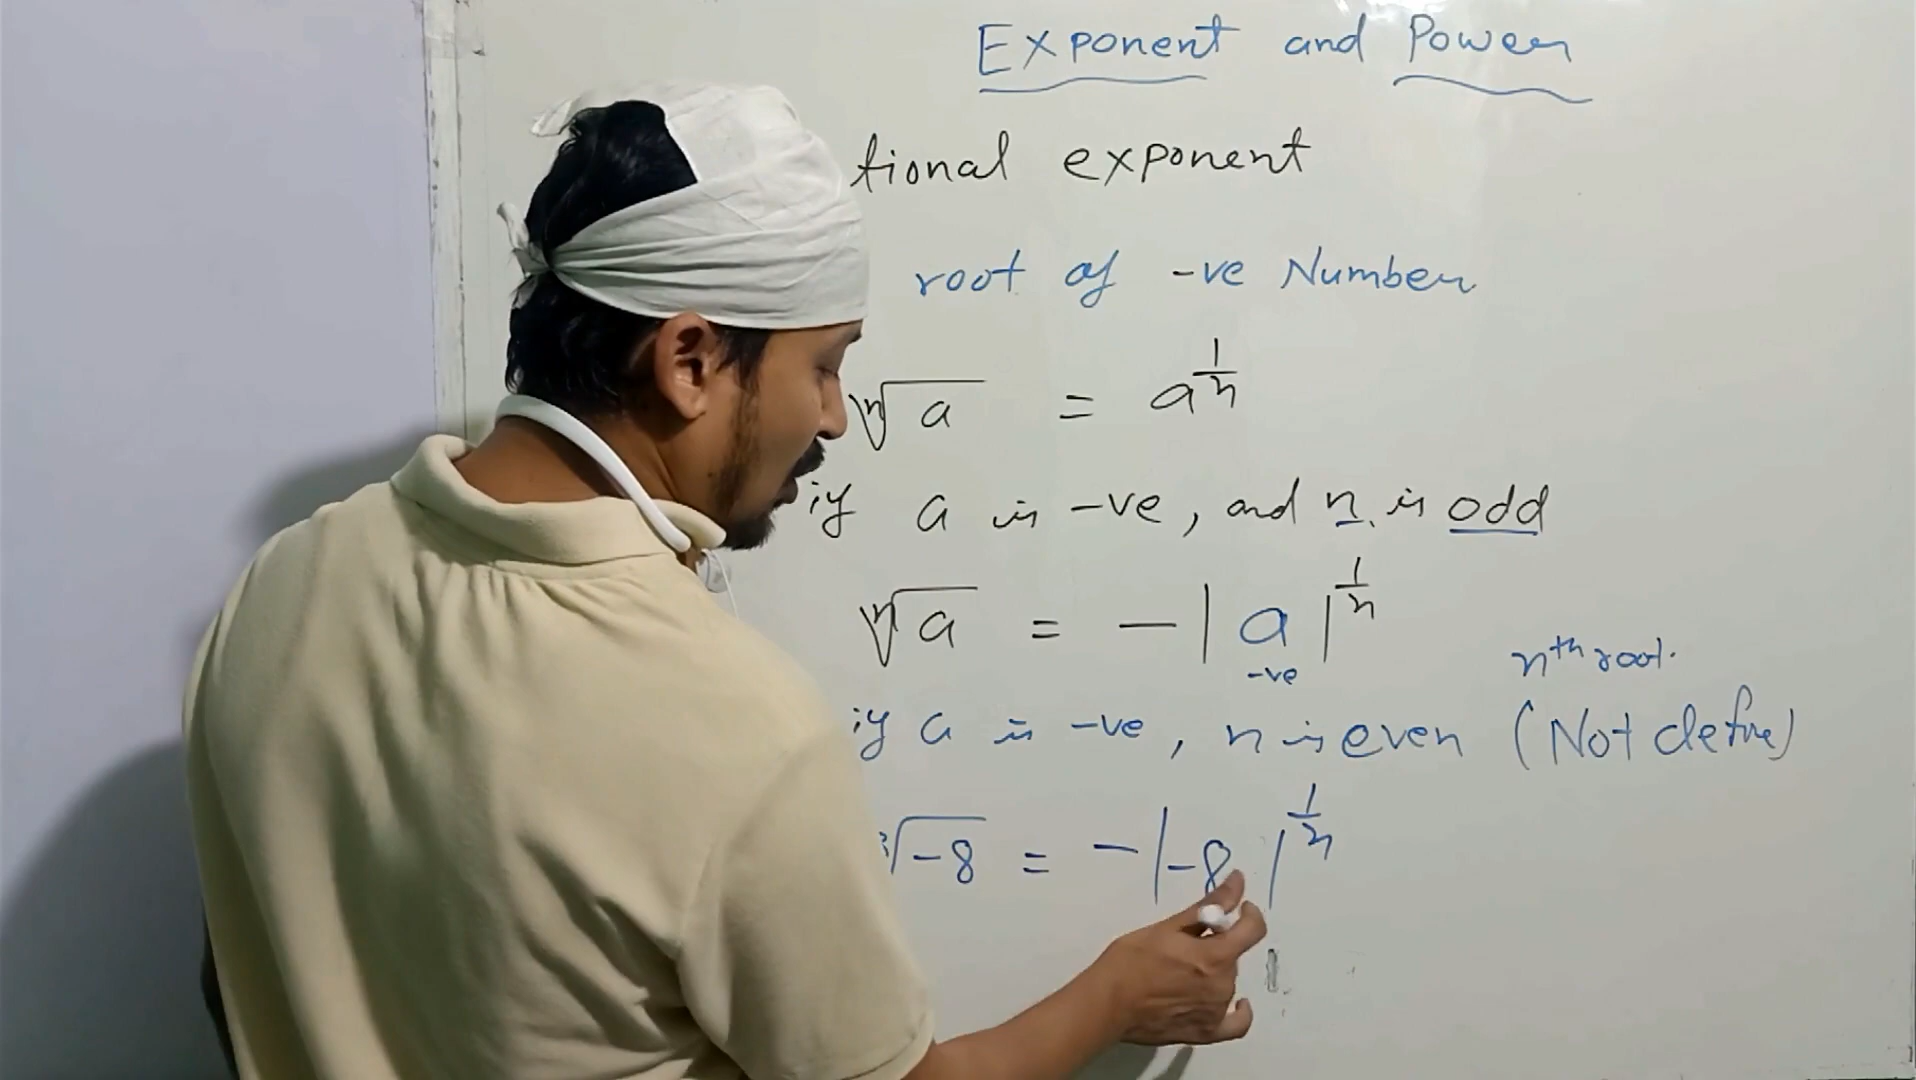 Exponent and Power
tional exponent
root of -ve Number
ⁿ√a = a^(1/n)
if a is -ve, and n is odd
ⁿ√a = -|a|^(1/n)
-ve
nth root.
if a is -ve, n is even (Not define)
³√-8 = -|-8|^(1/n)